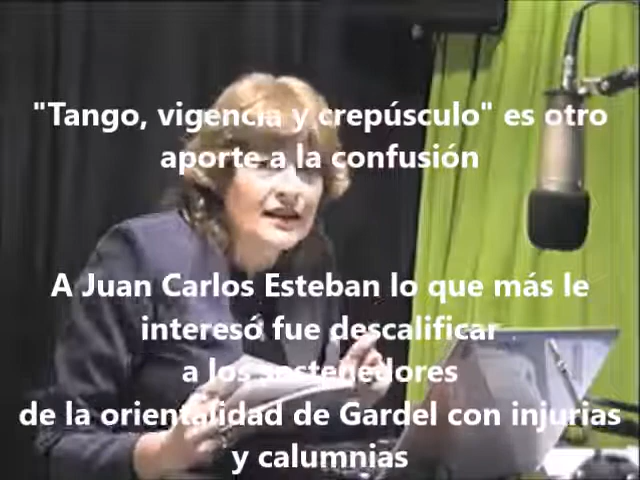 "Tango, vigencia y crepúsculo" es otro
aporte a la confusión
A Juan Carlos Esteban lo que más le
interesó fue descalificar
a los sostenedores
de la orientalidad de Gardel con injurias
y calumnias